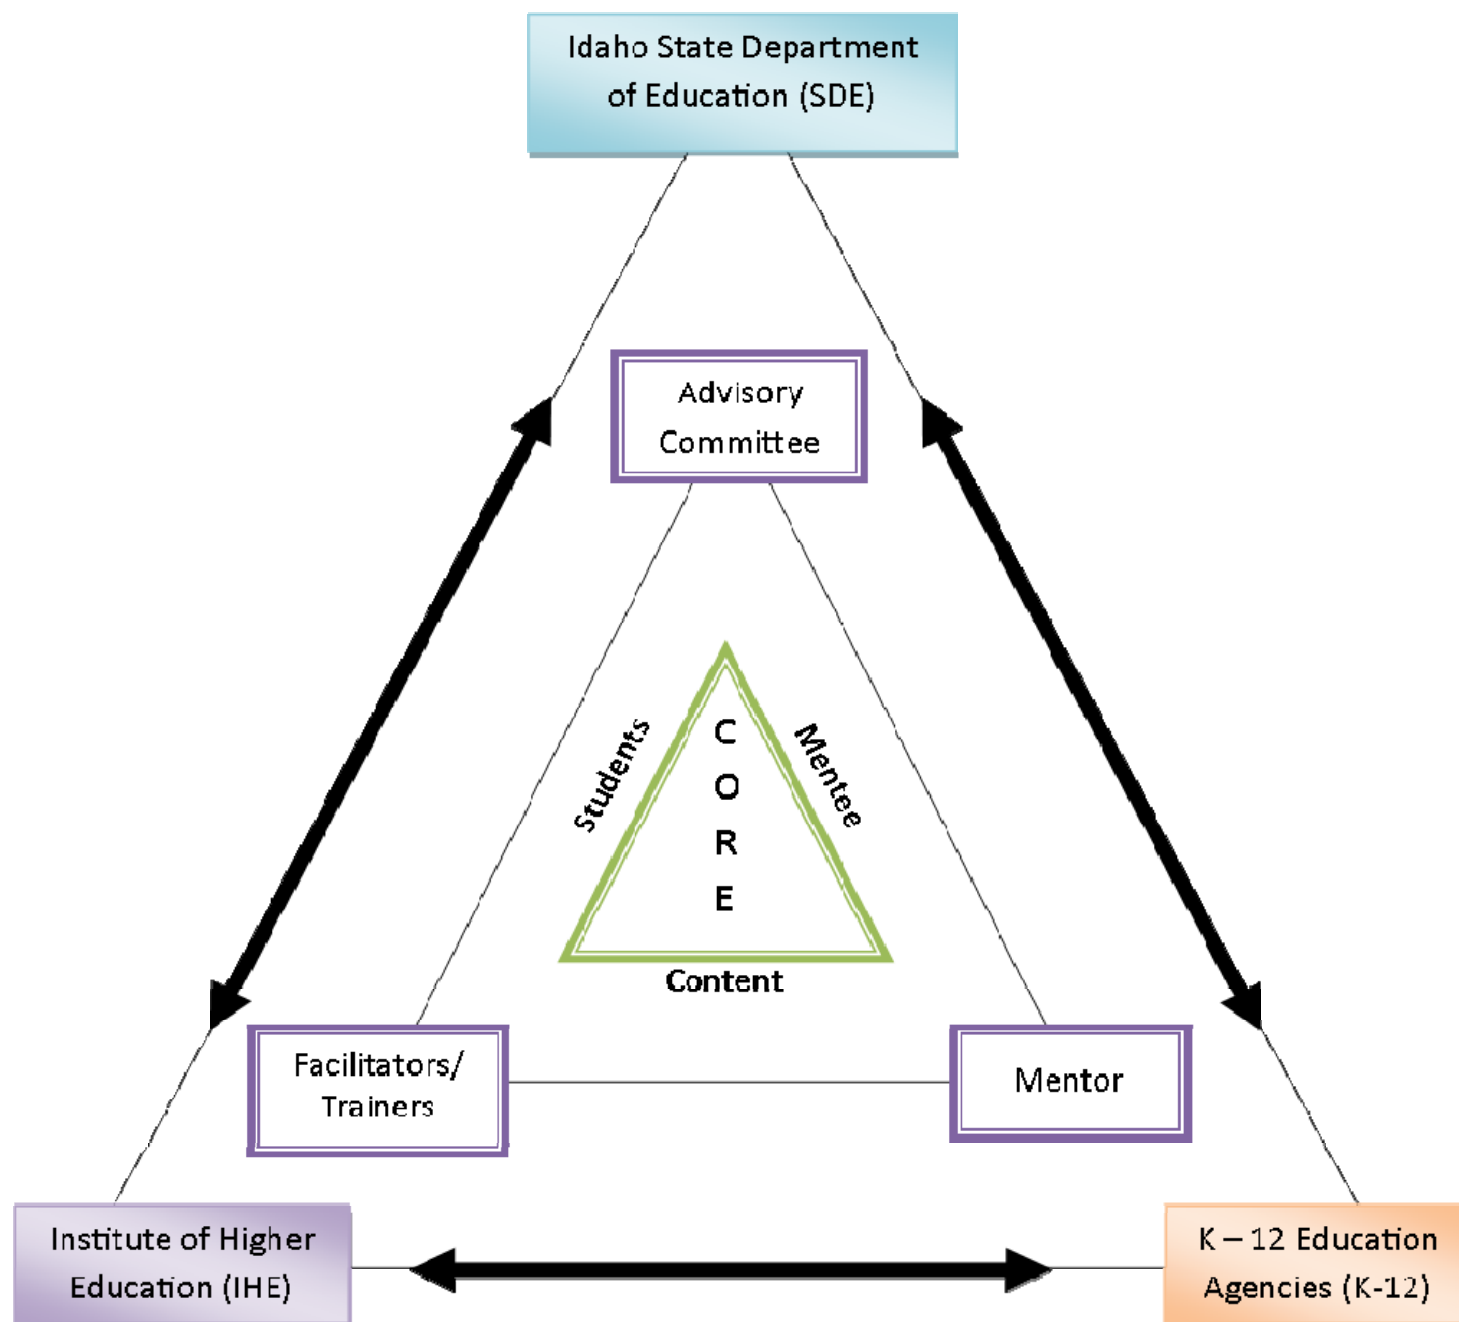 Idaho State Department
of Education (SDE)
Advisory
Committee
Students
C
O
R
E
Mentee
Content
Facilitators/
Trainers
Mentor
Institute of Higher
Education (IHE)
K – 12 Education
Agencies (K-12)